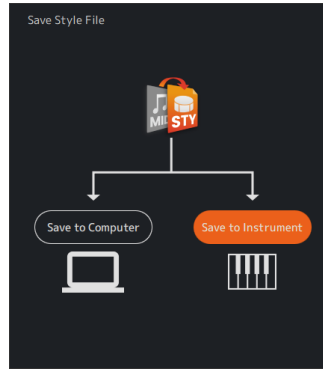 Save Style File
MID
STY
Save to Computer
Save to Instrument